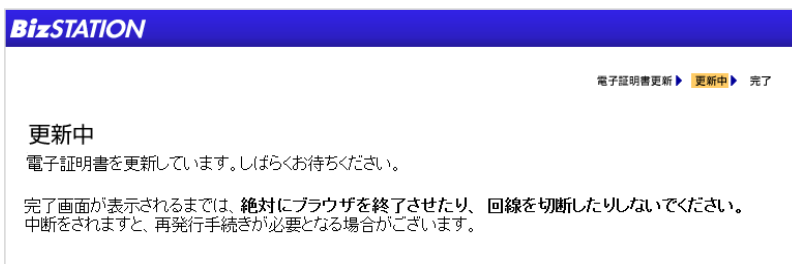 BizSTATION
電子証明書更新 更新中 完了
更新中
電子証明書を更新しています。しばらくお待ちください。
完了画面が表示されるまでは、絶対にブラウザを終了させたり、回線を切断したりしないでください。
中断をされますと、再発行手続きが必要となる場合がございます。